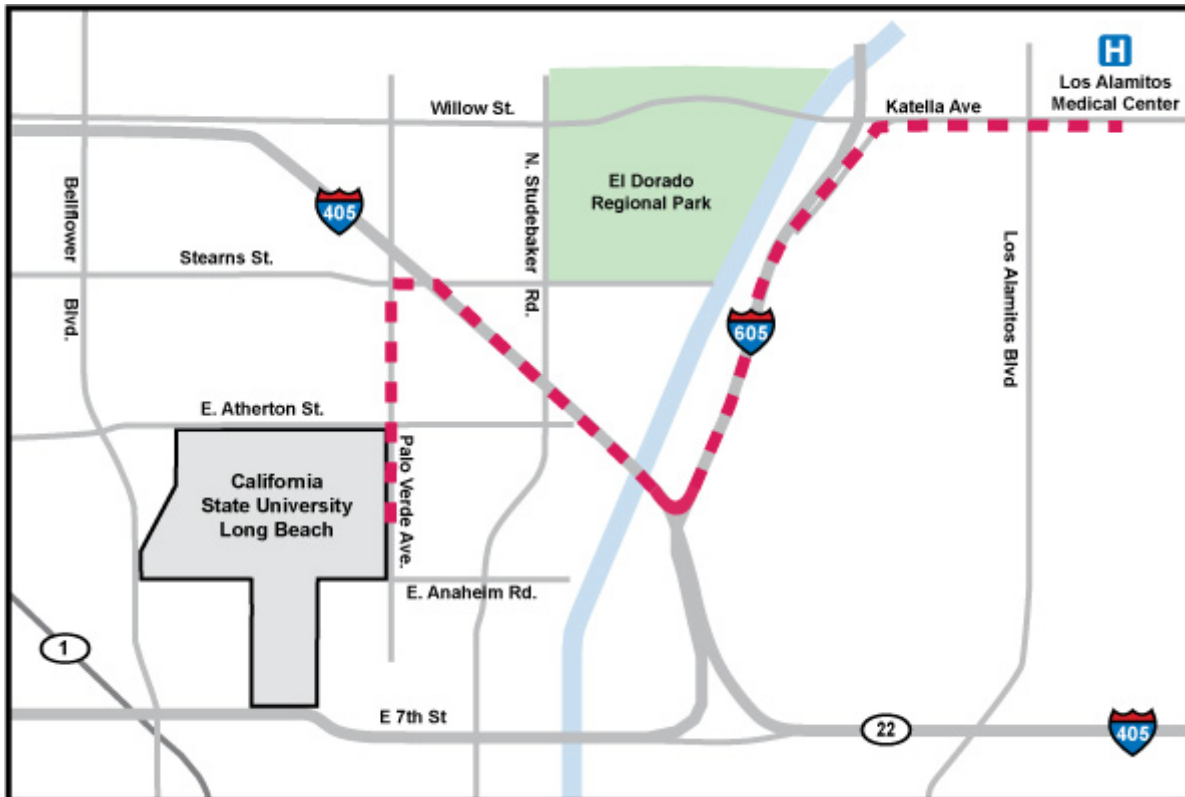 H
Los Alamitos
Medical Center
Willow St.
Katella Ave
Bellflower Blvd.
405
N. Studebaker Rd.
El Dorado
Regional Park
Stearns St.
605
Los Alamitos Blvd
E. Atherton St.
Palo Verde Ave.
California
State University
Long Beach
E. Anaheim Rd.
1
E 7th St
22
405